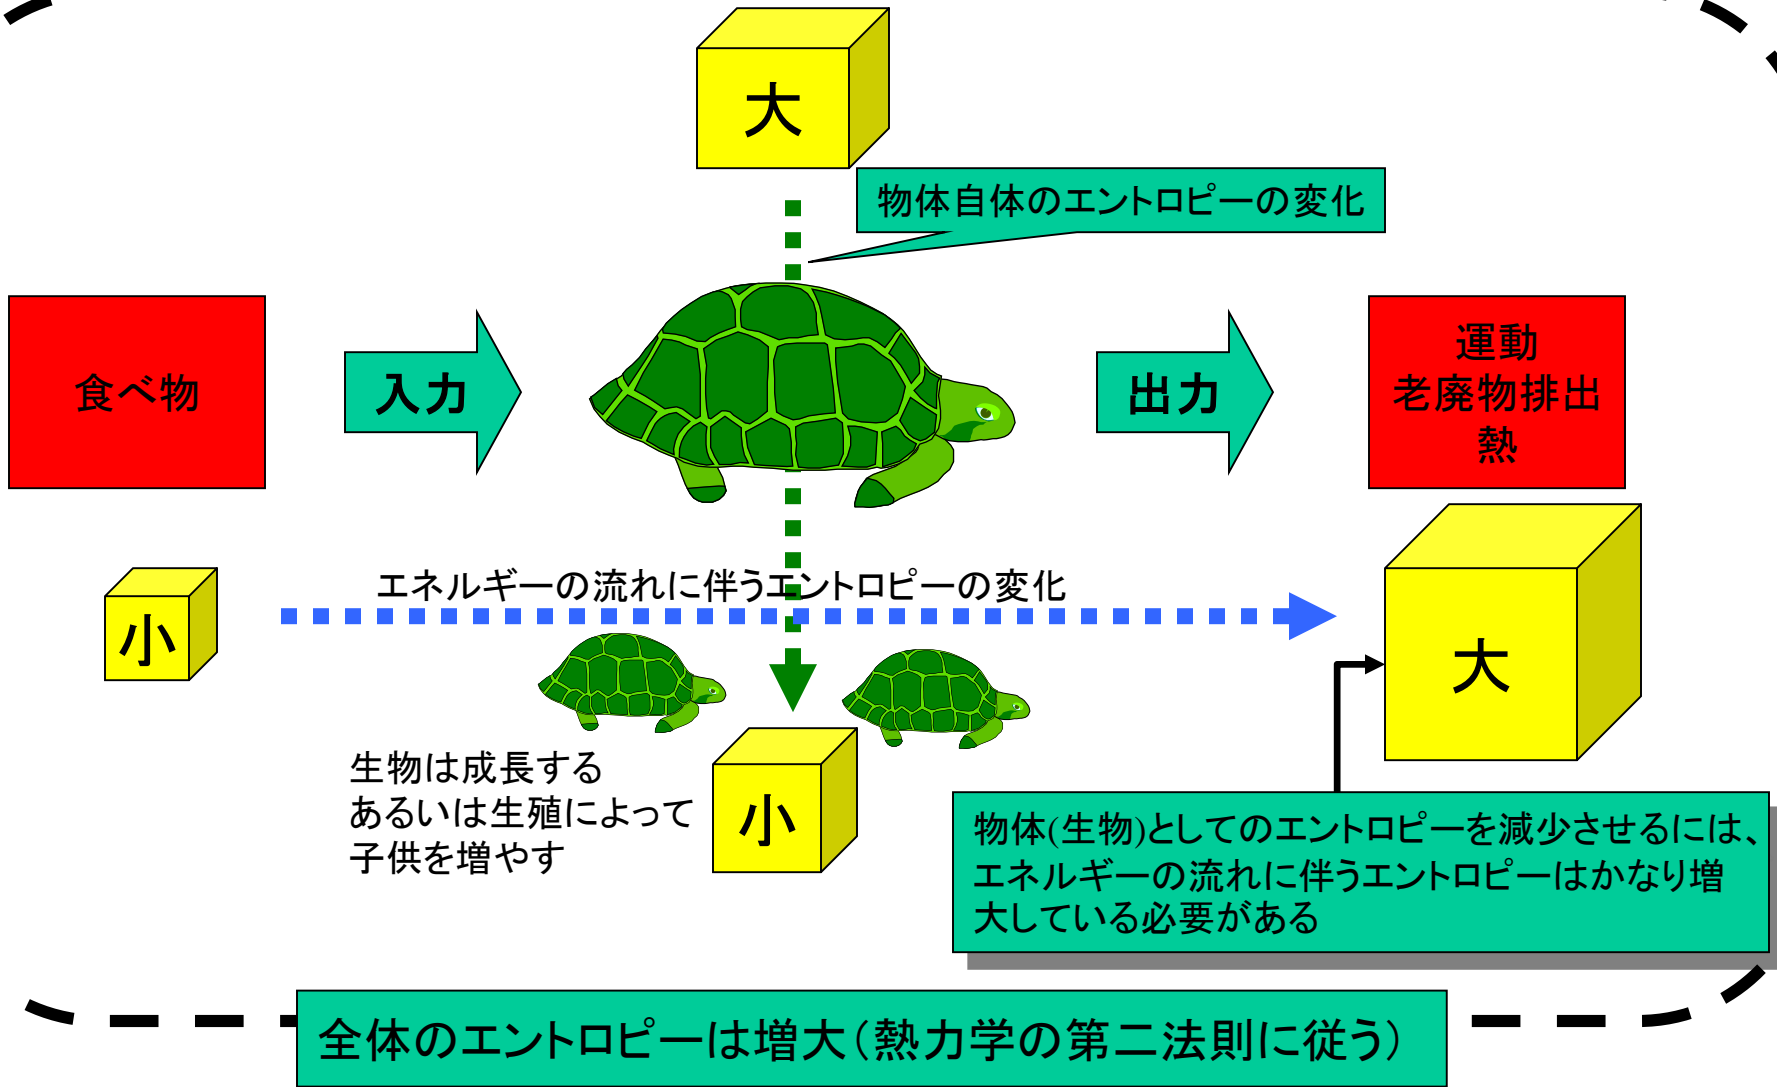 大
物体自体のエントロピーの変化
食べ物
入力
出力
運動
老廃物排出
熱
エネルギーの流れに伴うエントロピーの変化
小
大
生物は成長する
あるいは生殖によって
子供を増やす
小
物体(生物)としてのエントロピーを減少させるには、
エネルギーの流れに伴うエントロピーはかなり増
大している必要がある
全体のエントロピーは増大(熱力学の第二法則に従う)